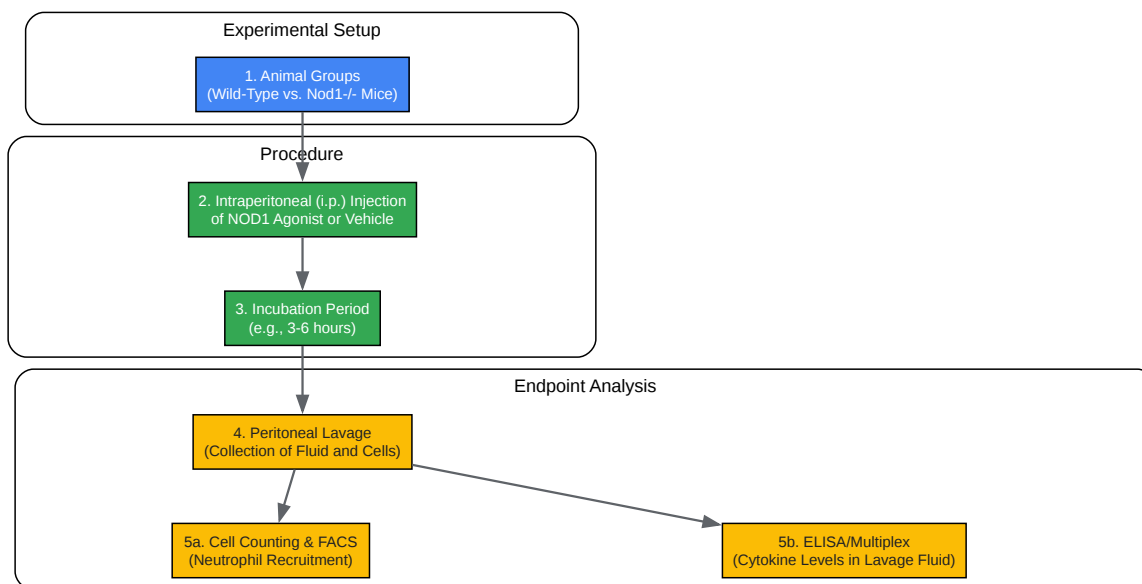 Experimental Setup
1. Animal Groups
(Wild-Type vs. Nod1-/- Mice)
Procedure
2. Intraperitoneal (i.p.) Injection
of NOD1 Agonist or Vehicle
3. Incubation Period
(e.g., 3-6 hours)
Endpoint Analysis
4. Peritoneal Lavage
(Collection of Fluid and Cells)
5a. Cell Counting & FACS
(Neutrophil Recruitment)
5b. ELISA/Multiplex
(Cytokine Levels in Lavage Fluid)